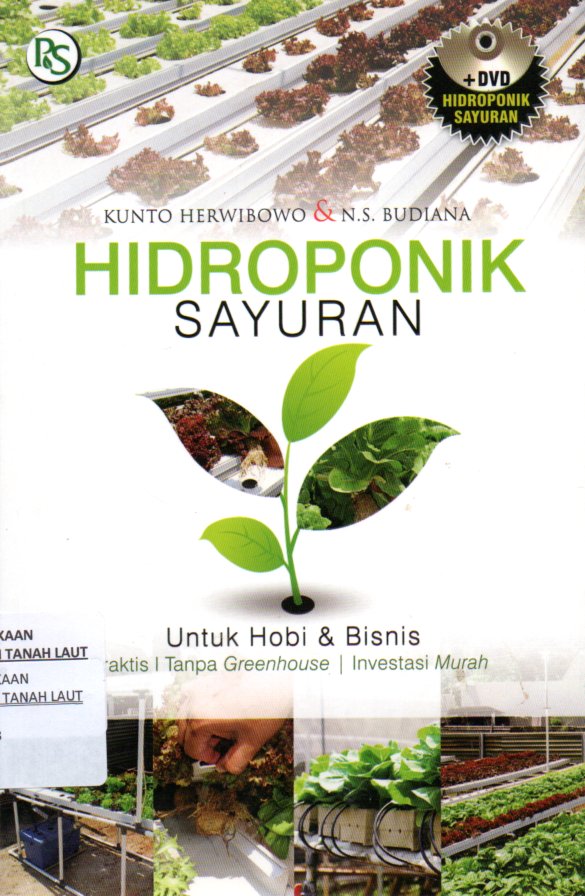 PS
+ DVD
HIDROPONIK
SAYURAN
KUNTO HERWIBOWO & N.S. BUDIANA
HIDROPONIK
SAYURAN
Untuk Hobi & Bisnis
raktis | Tanpa Greenhouse | Investasi Murah
KAAN
I TANAH LAUT
KAAN
TANAH LAUT